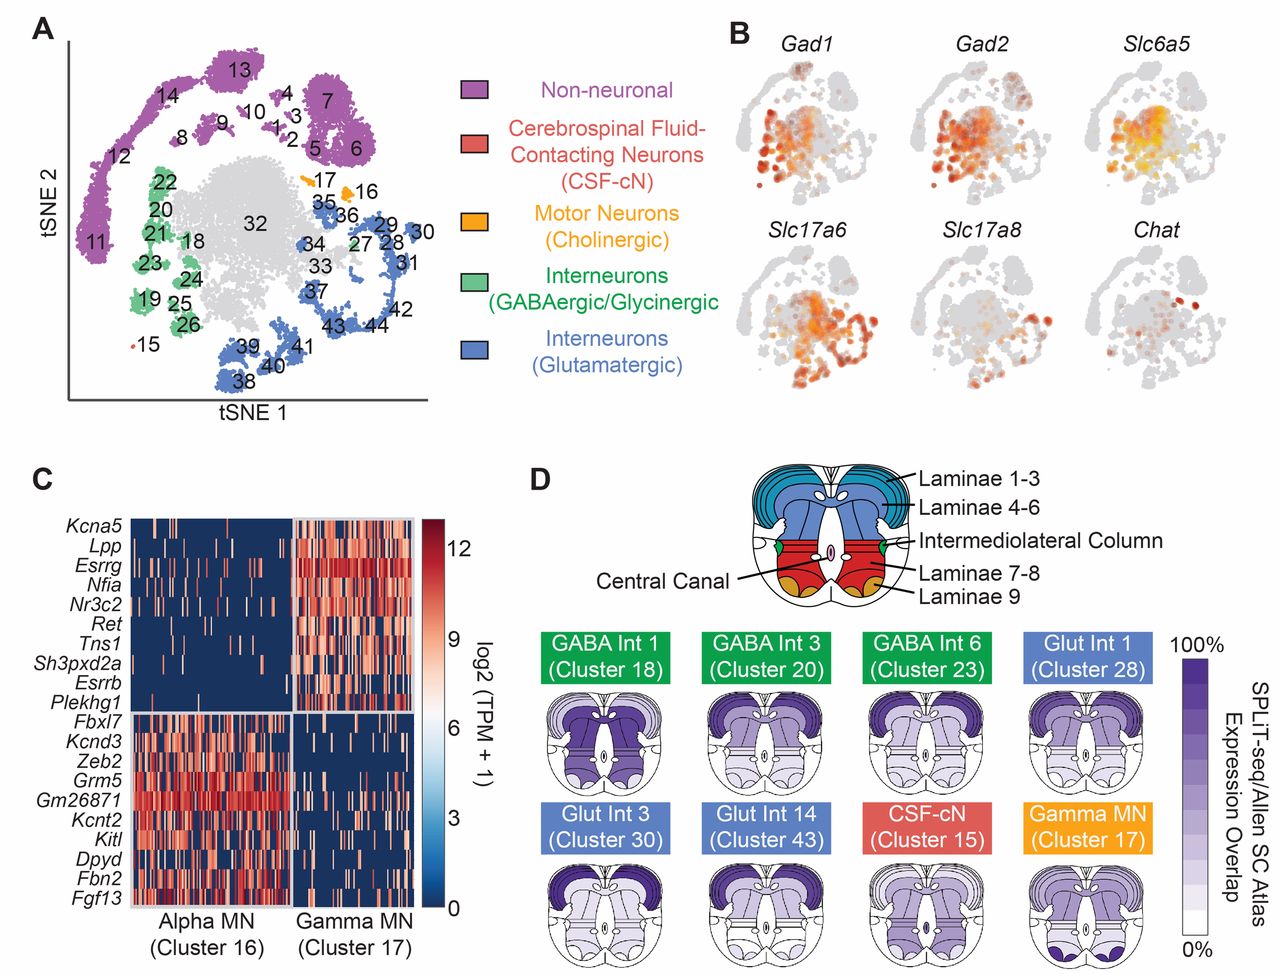 A
tSNE 2
tSNE 1
13
14
4
7
10
3
9
1
8
2
5
6
12
22
17
16
20
35
36
32
29
30
11
21
18
34
27
28
23
33
31
24
19
25
37
42
26
43
44
15
39
41
40
38
Non-neuronal
Cerebrospinal Fluid-
Contacting Neurons
(CSF-cN)
Motor Neurons
(Cholinergic)
Interneurons
(GABAergic/Glycinergic
Interneurons
(Glutamatergic)
B
Gad1
Gad2
Slc6a5
Slc17a6
Slc17a8
Chat
C
Kcna5
Lpp
Esrrg
Nfia
Nr3c2
Ret
Tns1
Sh3pxd2a
Esrrb
Plekhg1
Fbxl7
Kcnd3
Zeb2
Grm5
Gm26871
Kcnt2
Kitl
Dpyd
Fbn2
Fgf13
Alpha MN
(Cluster 16)
Gamma MN
(Cluster 17)
12
9
6
3
0
log2 (TPM + 1)
D
Laminae 1-3
Laminae 4-6
Intermediolateral Column
Laminae 7-8
Laminae 9
Central Canal
GABA Int 1
(Cluster 18)
GABA Int 3
(Cluster 20)
GABA Int 6
(Cluster 23)
Glut Int 1
(Cluster 28)
Glut Int 3
(Cluster 30)
Glut Int 14
(Cluster 43)
CSF-cN
(Cluster 15)
Gamma MN
(Cluster 17)
100%
0%
SPLiT-seq/Allen SC Atlas
Expression Overlap